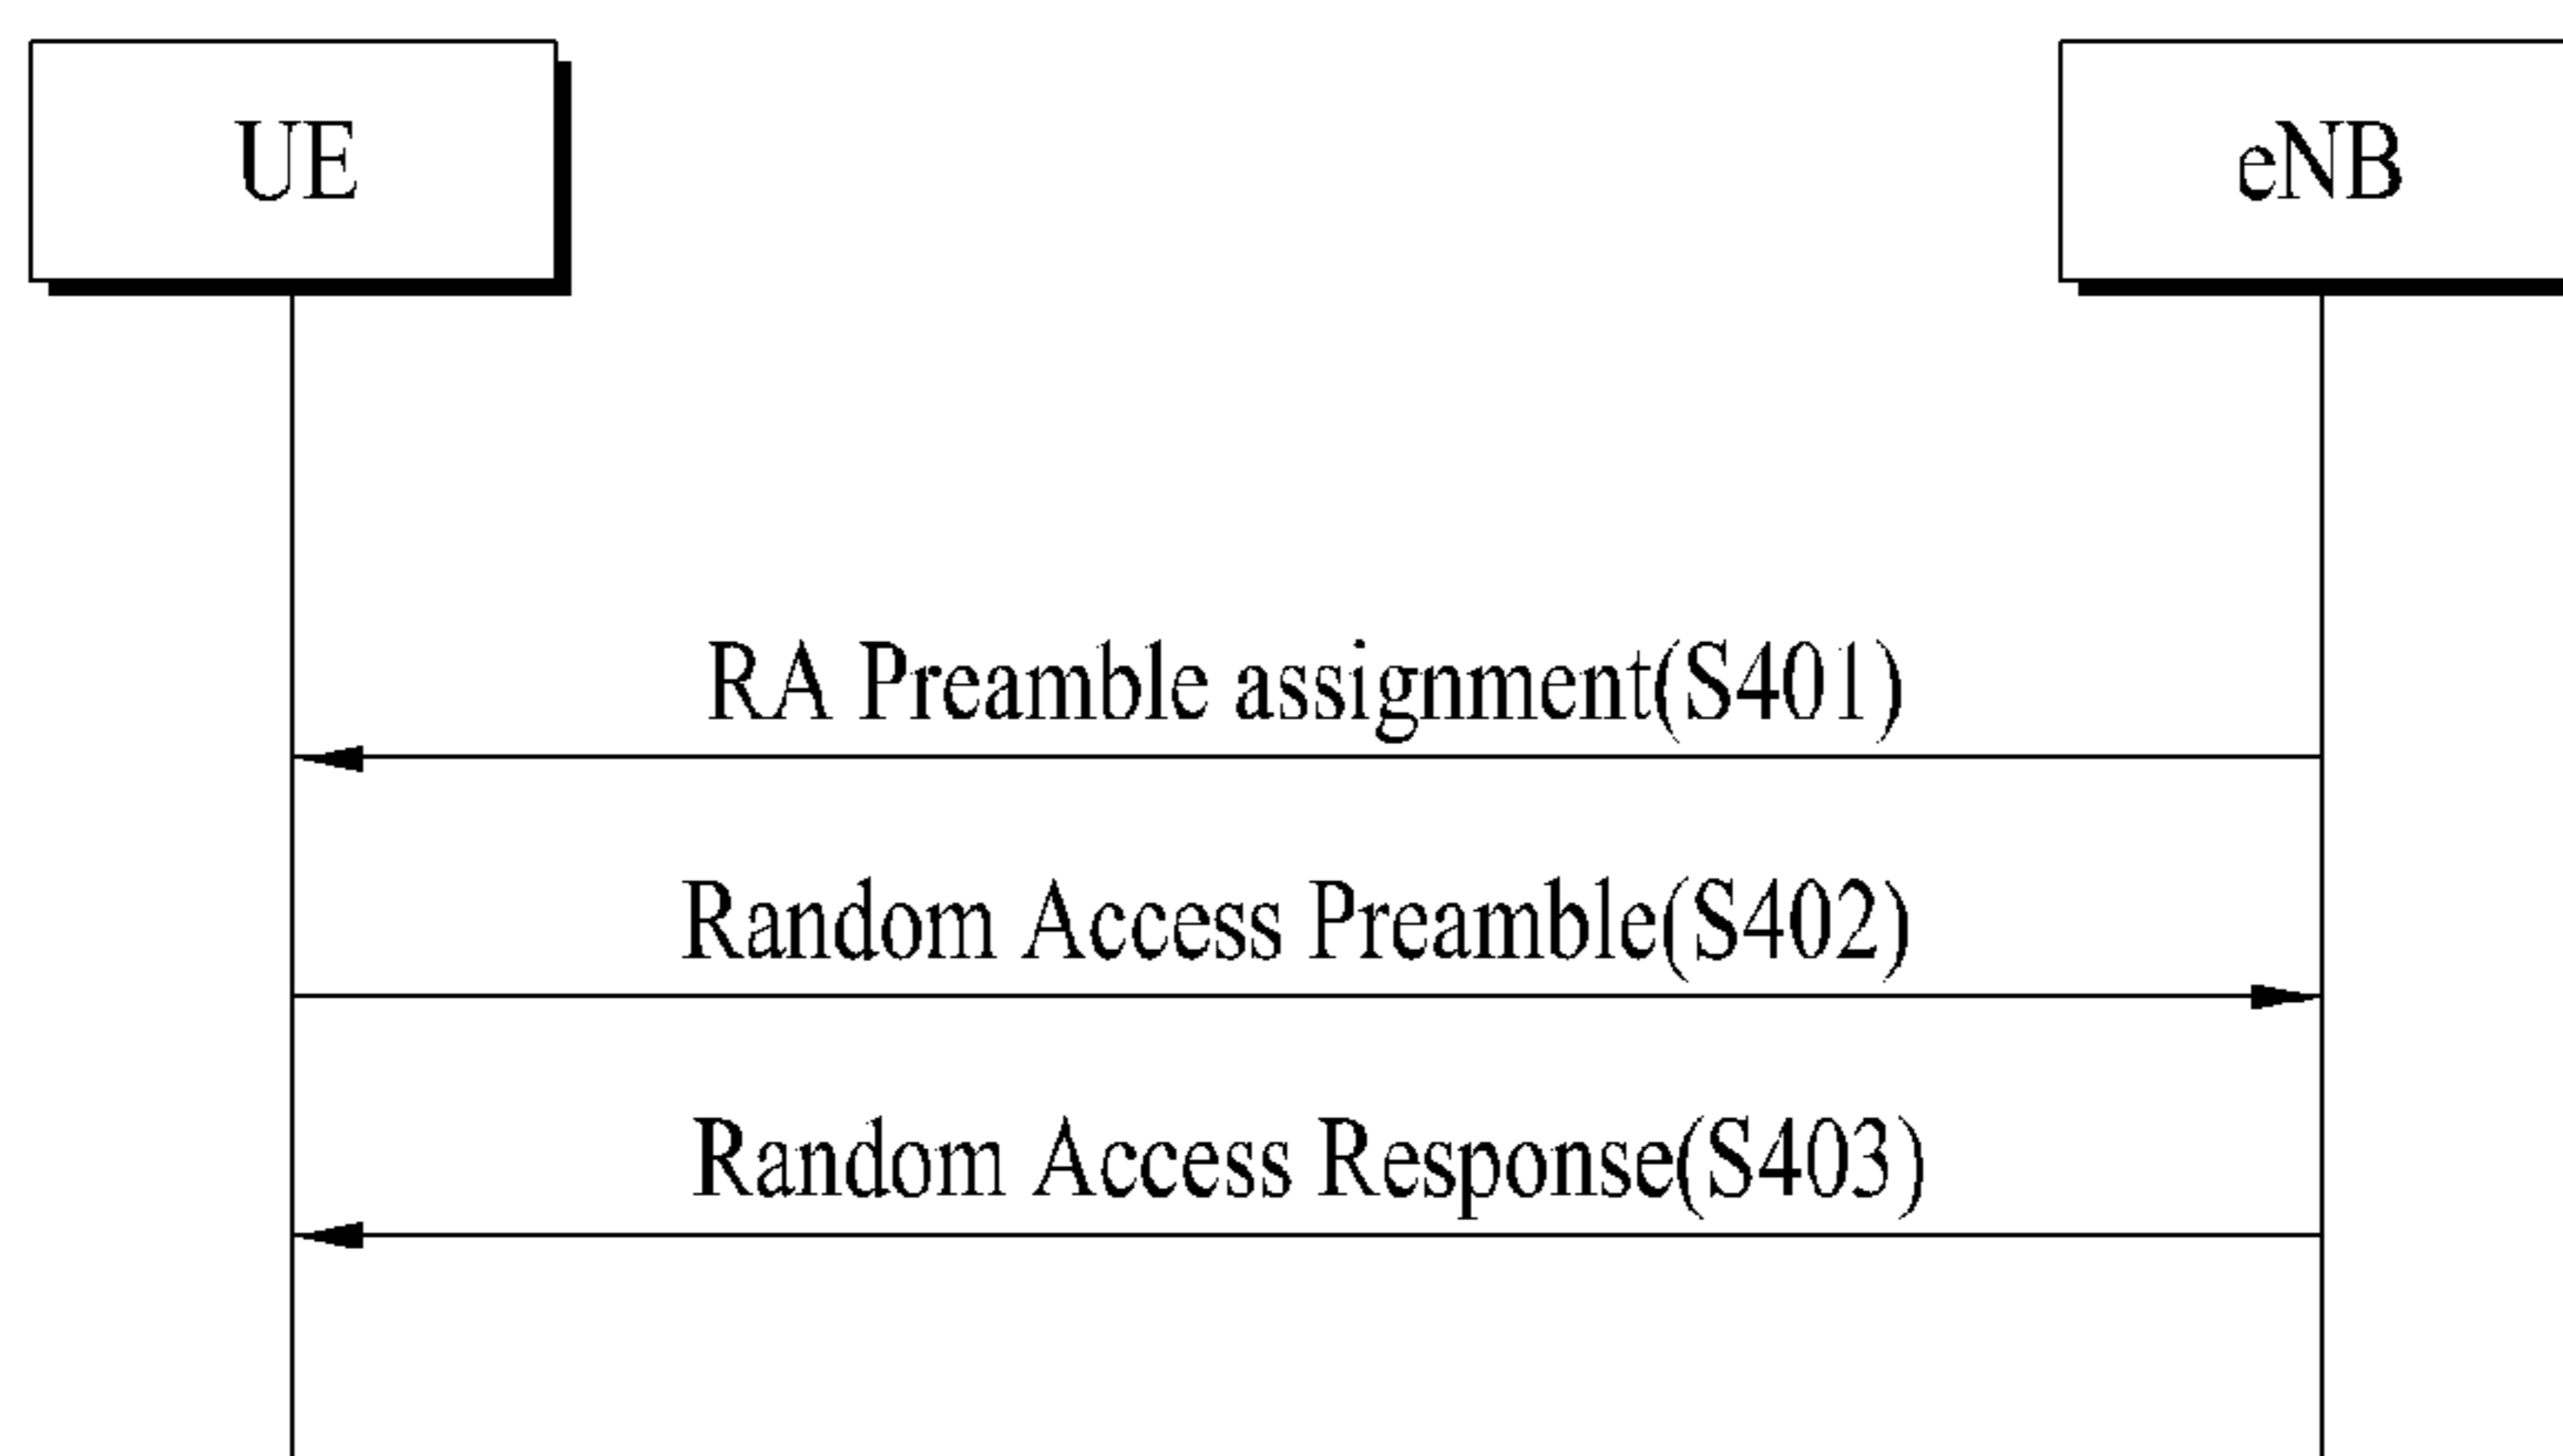 UE
eNB
RA Preamble assignment(S401)
Random Access Preamble(S402)
Random Access Response(S403)